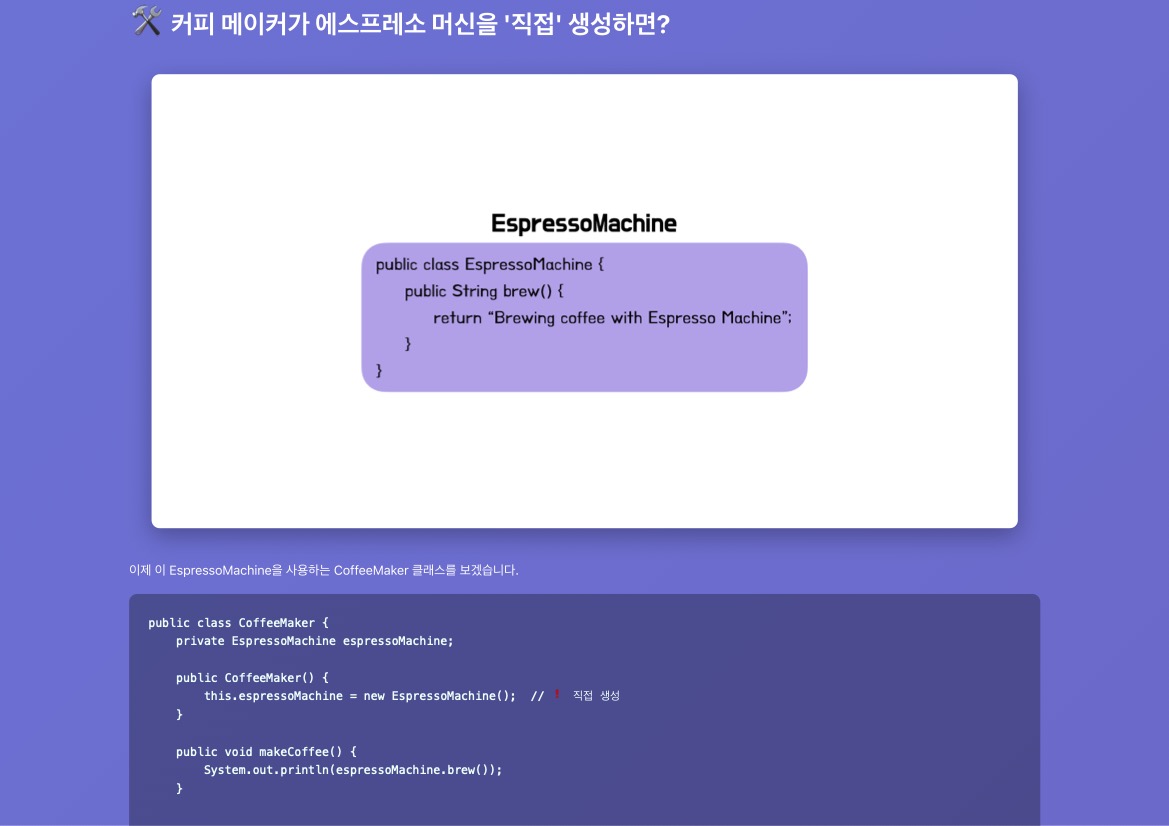 🛠️ 커피 메이커가 에스프레소 머신을 '직접' 생성하면?
EspressoMachine
public class EspressoMachine {
public String brew() {
return “Brewing coffee with Espresso Machine”;
}
}
이제 이 EspressoMachine을 사용하는 CoffeeMaker 클래스를 보겠습니다.
public class CoffeeMaker {
private EspressoMachine espressoMachine;
public CoffeeMaker() {
this.espressoMachine = new EspressoMachine();  // ❗ 직접 생성
}
public void makeCoffee() {
System.out.println(espressoMachine.brew());
}